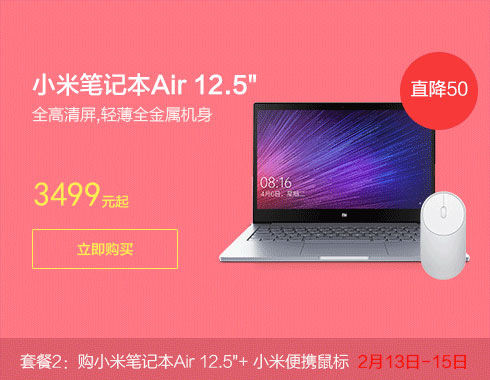 小米笔记本Air 12.5"
直降50
全高清屏,轻薄全金属机身
08:16
3499元起
立即购买
套餐2：购小米笔记本Air 12.5"+ 小米便携鼠标 2月13日-15日